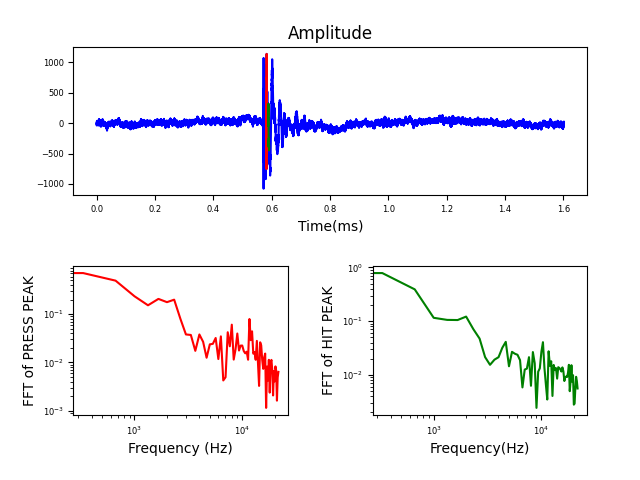 Amplitude
1000
500
0
−500
−1000
0.0 0.2 0.4 0.6 0.8 1.0 1.2 1.4 1.6
Time(ms)
FFT of PRESS PEAK
10⁻¹
10⁻²
10⁻³
10³ 10⁴
Frequency (Hz)
FFT of HIT PEAK
10⁰
10⁻¹
10⁻²
10³ 10⁴
Frequency(Hz)